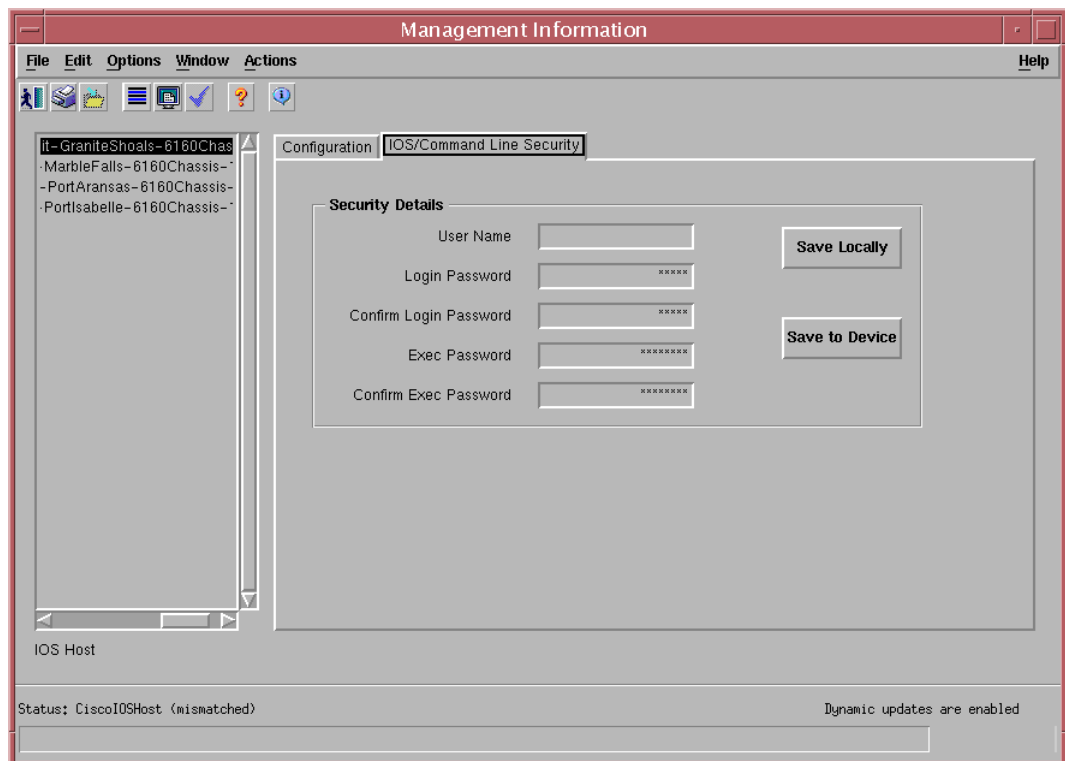 Management Information
File Edit Options Window Actions Help
it-GraniteShoals-6160Chas
-MarbleFalls-6160Chassis-
-PortAransas-6160Chassis-
-PortIsabelle-6160Chassis-
Configuration IOS/Command Line Security
Security Details
User Name
Save Locally
Login Password *****
Confirm Login Password *****
Save to Device
Exec Password ********
Confirm Exec Password ********
IOS Host
Status: CiscoIOSHost (mismatched) Dynamic updates are enabled